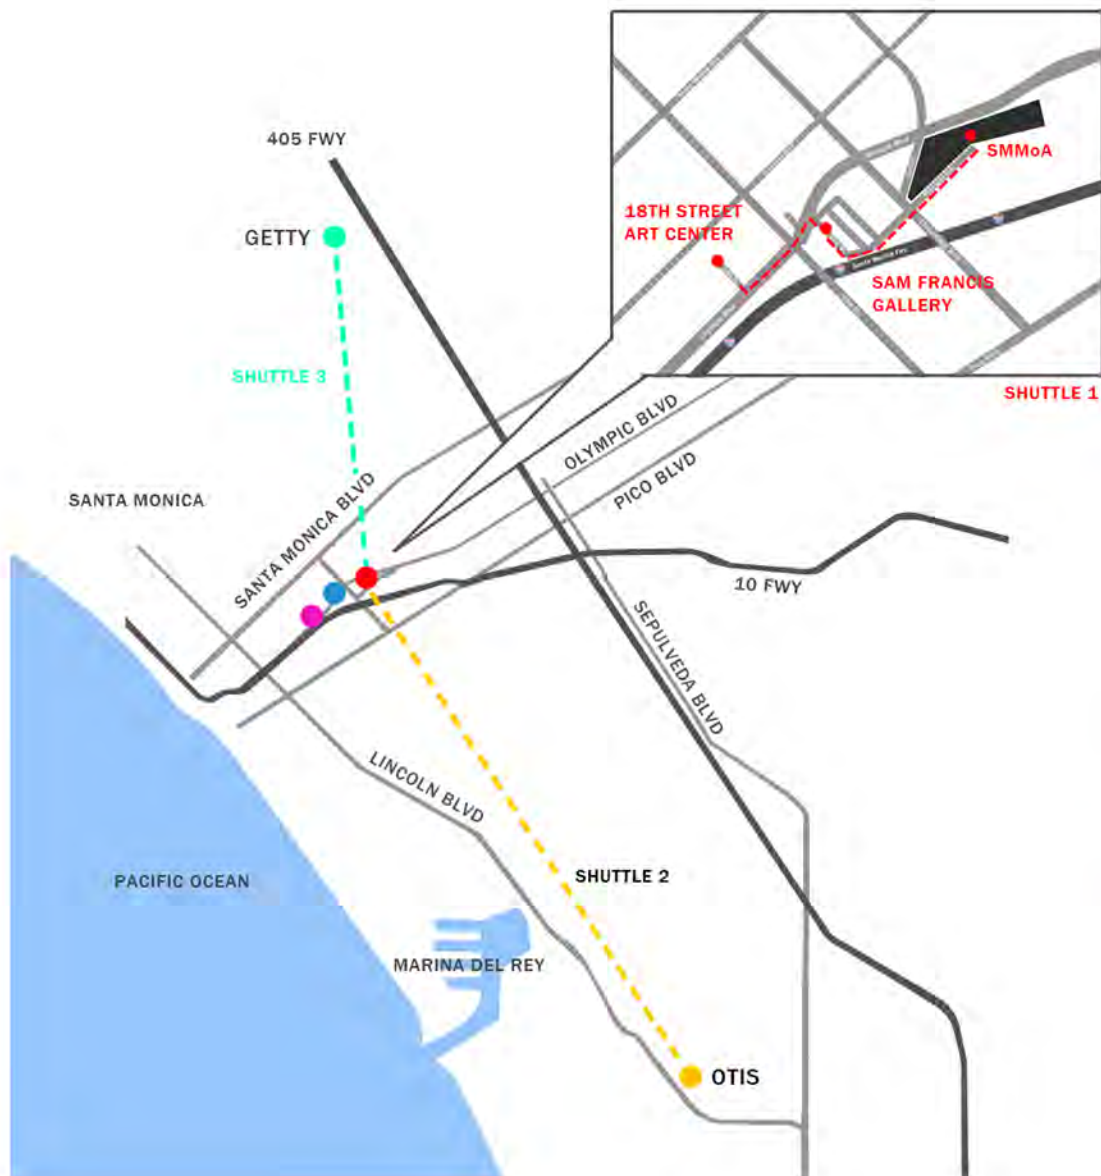 405 FWY
GETTY
SHUTTLE 3
SMMoA
18TH STREET
ART CENTER
SAM FRANCIS
GALLERY
SHUTTLE 1
OLYMPIC BLVD
PICO BLVD
SANTA MONICA
SANTA MONICA BLVD
10 FWY
SEPULVEDA BLVD
LINCOLN BLVD
PACIFIC OCEAN
SHUTTLE 2
MARINA DEL REY
OTIS